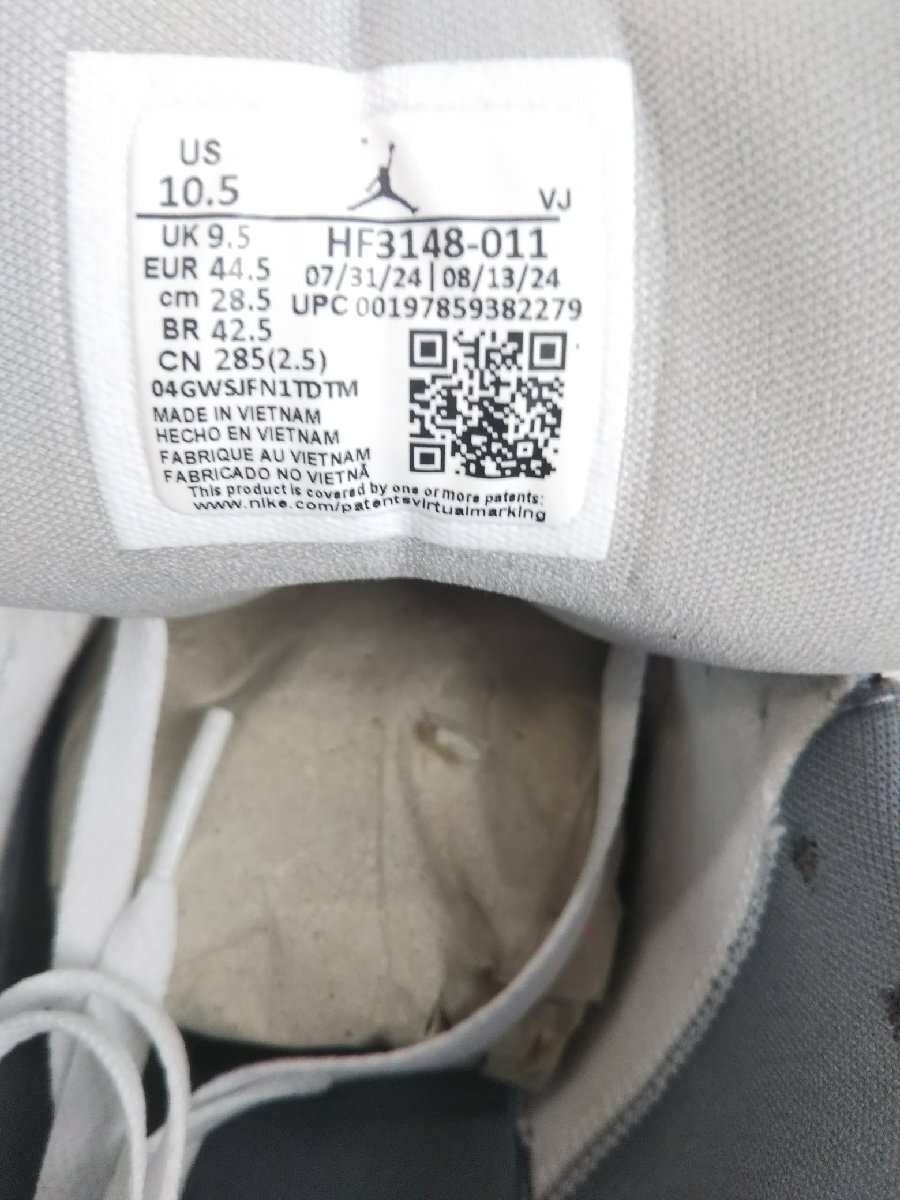 US
10.5
VJ
UK 9.5
HF3148-011
EUR 44.5
07/31/24|08/13/24
cm 28.5
UPC 00197859382279
BR 42.5
CN 285(2.5)
04GWSJFN1TDTM
MADE IN VIETNAM
HECHO EN VIETNAM
FABRIQUE AU VIETNAM
FABRICADO NO VIETNÃ
This product is covered by one or more patents:
www.nike.com/patentsvirtualmarking